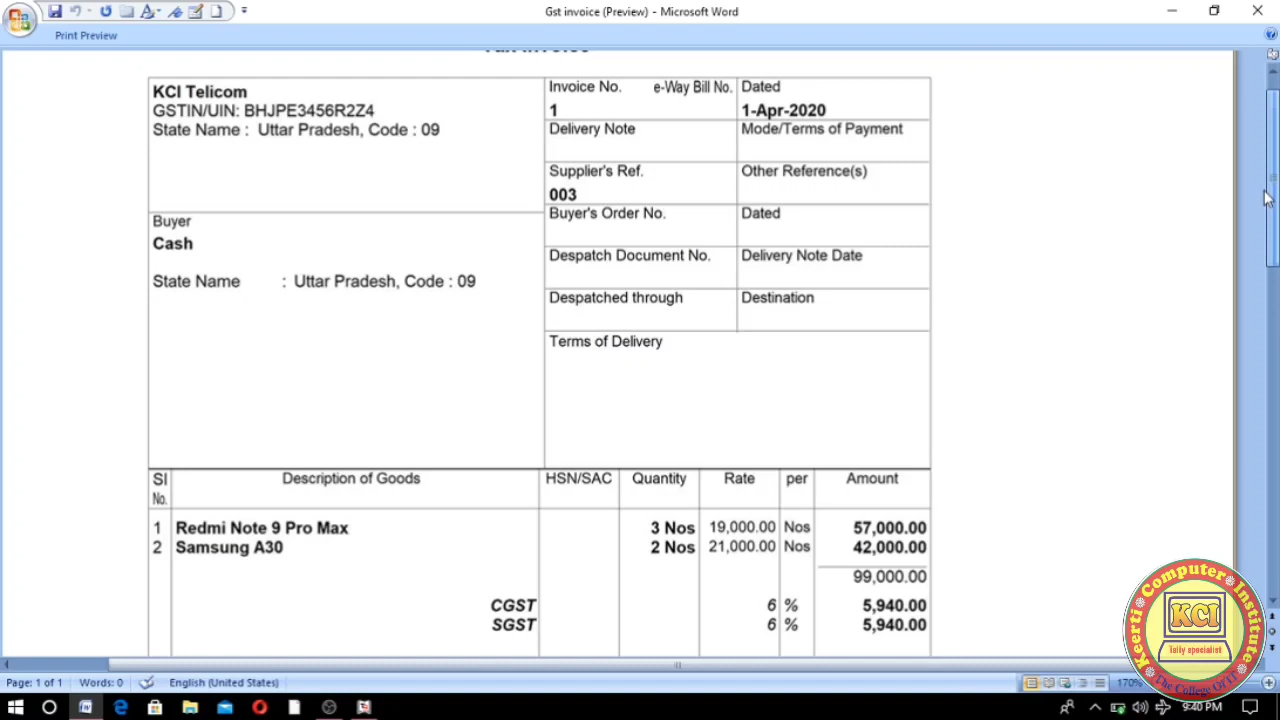 Gst invoice (Preview) - Microsoft Word
Print Preview
Tax Invoice
KCI Telicom
GSTIN/UIN: BHJPE3456R2Z4
State Name : Uttar Pradesh, Code : 09
Invoice No. e-Way Bill No.
1
Dated
1-Apr-2020
Delivery Note
Mode/Terms of Payment
Supplier's Ref.
003
Other Reference(s)
Buyer
Cash
State Name : Uttar Pradesh, Code : 09
Buyer's Order No.
Dated
Despatch Document No.
Delivery Note Date
Despatched through
Destination
Terms of Delivery
Sl No. Description of Goods HSN/SAC Quantity Rate per Amount
1 Redmi Note 9 Pro Max 3 Nos 19,000.00 Nos 57,000.00
2 Samsung A30 2 Nos 21,000.00 Nos 42,000.00
99,000.00
CGST 6 % 5,940.00
SGST 6 % 5,940.00
Keerti Computer Institute
KCI
Tally specialist
The College Of IT
Page: 1 of 1 Words: 0 English (United States) 170%
9:40 PM